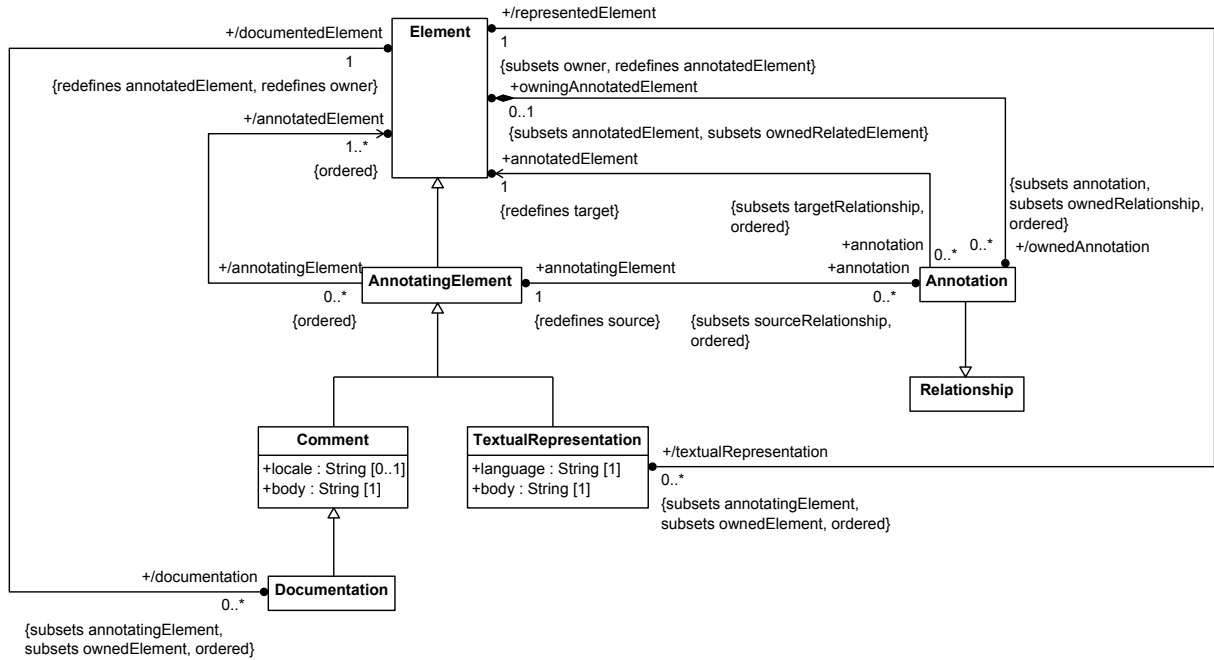 +/representedElement
+/documentedElement
Element
1
1
{subsets owner, redefines annotatedElement}
{redefines annotatedElement, redefines owner}
+owningAnnotatedElement
0..1
+/annotatedElement
{subsets annotatedElement, subsets ownedRelatedElement}
1..*
+annotatedElement
{ordered}
1
{subsets annotation,
subsets ownedRelationship,
ordered}
{redefines target}
{subsets targetRelationship,
ordered}
+annotation
0..*
0..*
+/ownedAnnotation
+/annotatingElement
AnnotatingElement
+annotatingElement
+annotation
Annotation
0..*
1
0..*
{ordered}
{redefines source}
{subsets sourceRelationship,
ordered}
Relationship
Comment
+locale : String [0..1]
+body : String [1]
TextualRepresentation
+language : String [1]
+body : String [1]
+/textualRepresentation
0..*
{subsets annotatingElement,
subsets ownedElement, ordered}
+/documentation
Documentation
0..*
{subsets annotatingElement,
subsets ownedElement, ordered}